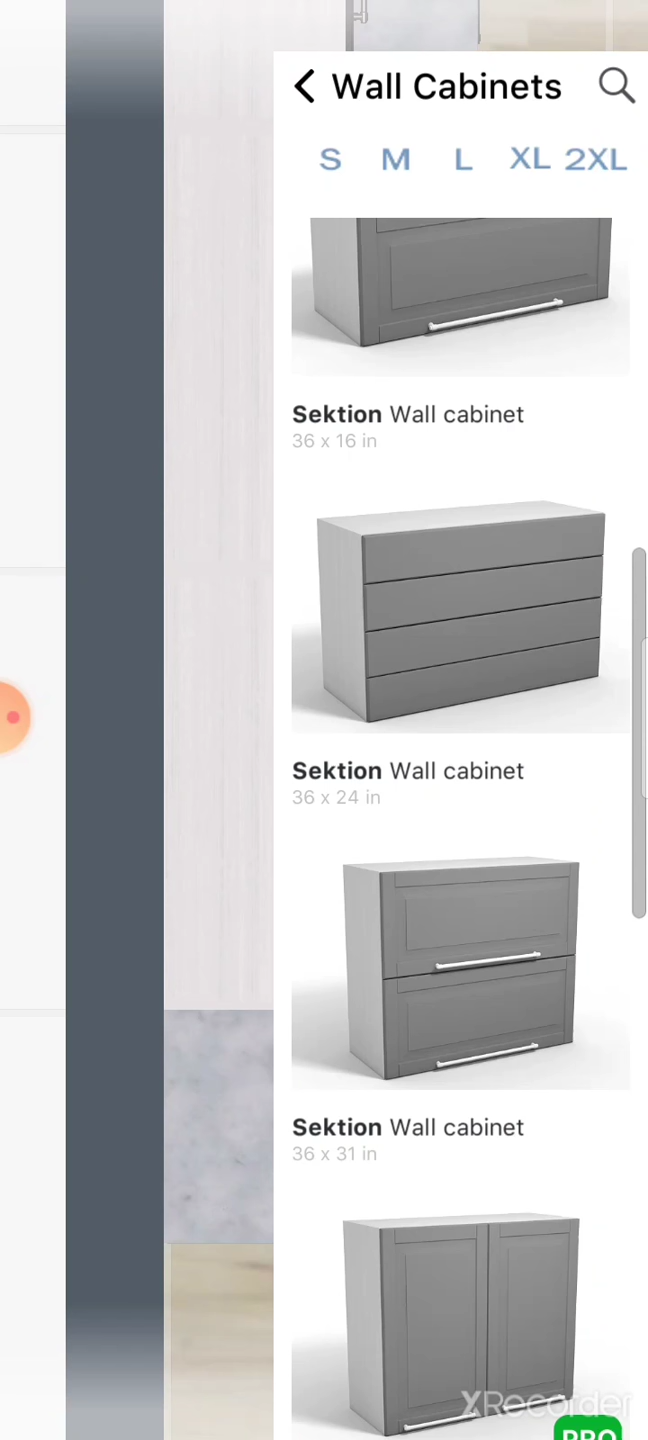 Wall Cabinets
S M L XL 2XL
Sektion Wall cabinet
36 x 16 in
Sektion Wall cabinet
36 x 24 in
Sektion Wall cabinet
36 x 31 in
XRecorder
PRO